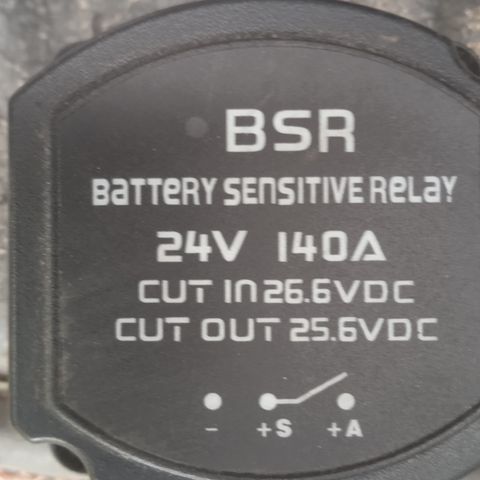 BSR
BATTERY SENSITIVE RELAY
24V 140A
CUT IN 26.6VDC
CUT OUT 25.6VDC
- +S +A